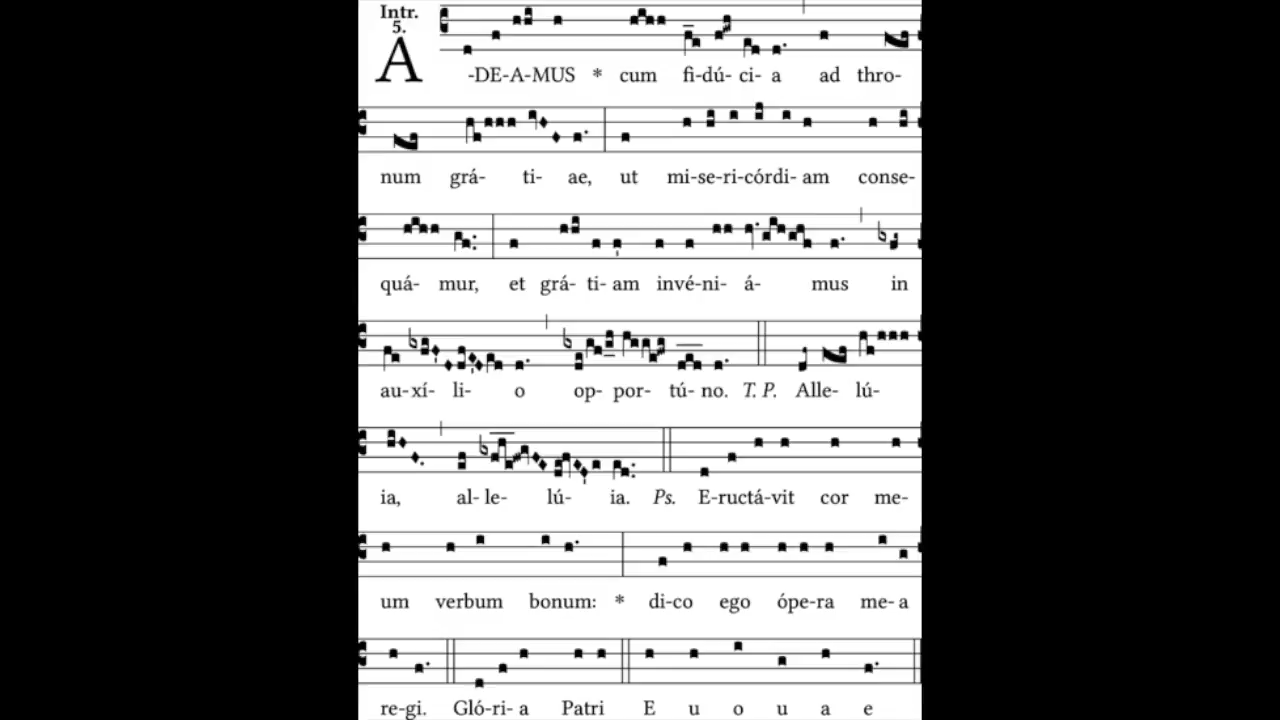 Intr.
5.
A-DE-A-MUS * cum fi-dú-ci-a ad thro-
num grá-ti-ae, ut mi-se-ri-córdi-am conse-
quá-mur, et grá-ti-am invé-ni-á-mus in
au-xí-li-o op-por-tú-no. T. P. Alle-lú-
ia, al-le-lú-ia. Ps. E-ructá-vit cor me-
um verbum bonum: * di-co ego ópe-ra me-a
re-gi. Gló-ri-a Patri E u o u a e